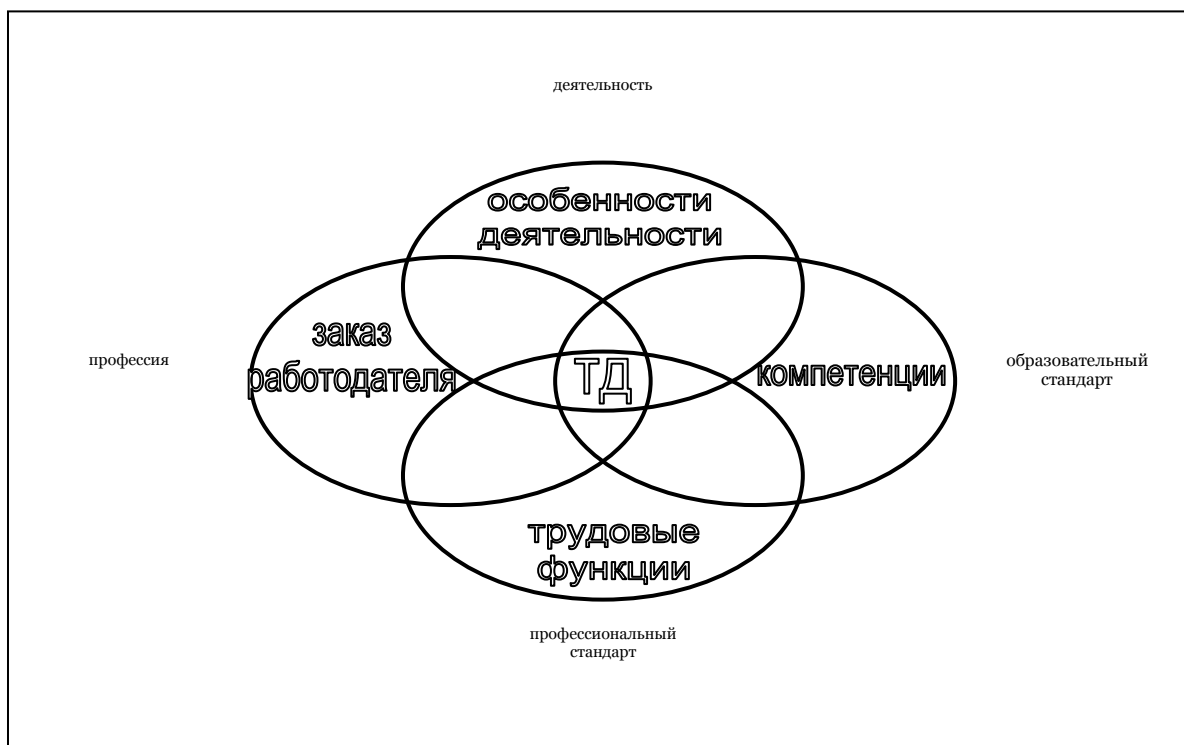 деятельность
особенности
деятельности
заказ
работодателя
профессия
ТД
компетенции
образовательный
стандарт
трудовые
функции
профессиональный
стандарт